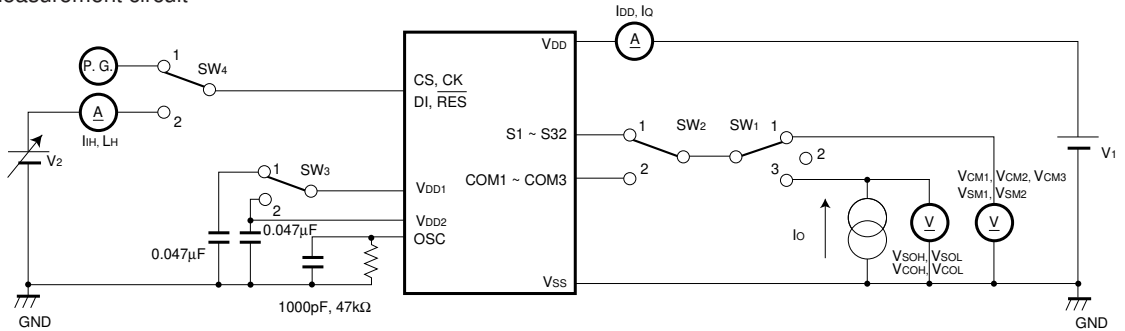 easurement circuit
IDD, IQ
A
VDD
P. G.
1
SW4
CS, CK
DI, RES
A
2
IIH, LH
V2
S1 ~ S32
1
SW2
SW1
1
2
V1
COM1 ~ COM3
2
3
VCM1, VCM2, VCM3
VSM1, VSM2
1
SW3
VDD1
2
VDD2
0.047µF
0.047µF
OSC
IO
V
V
VSOH, VSOL
VCOH, VCOL
VSS
1000pF, 47kΩ
GND
GND